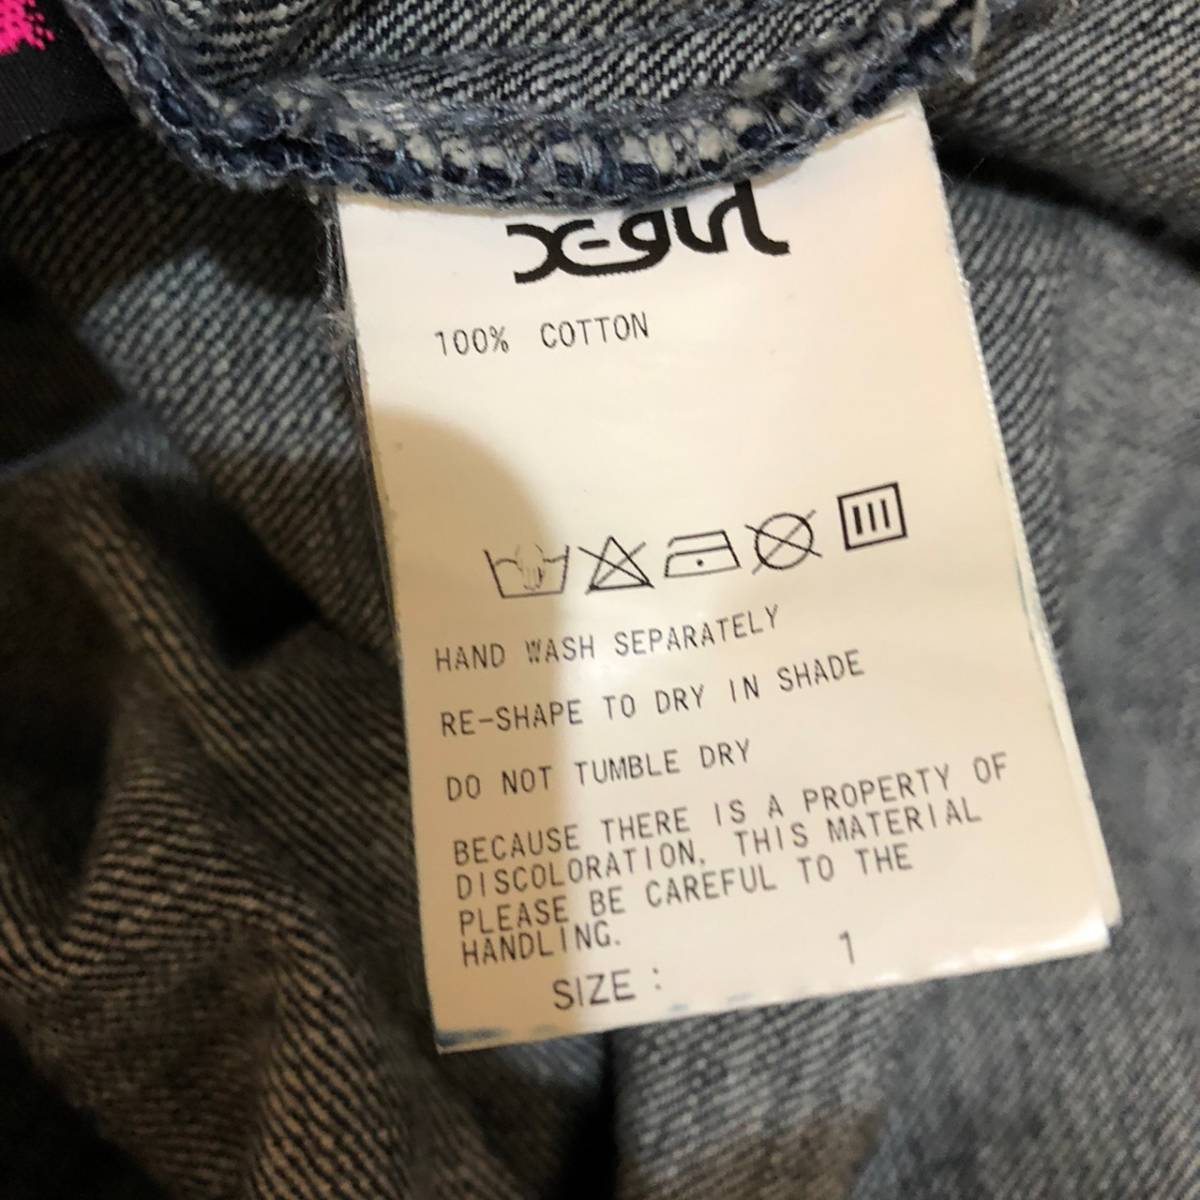 X-girl
100% COTTON
HAND WASH SEPARATELY
RE-SHAPE TO DRY IN SHADE
DO NOT TUMBLE DRY
BECAUSE THERE IS A PROPERTY OF
DISCOLORATION. THIS MATERIAL
PLEASE BE CAREFUL TO THE
HANDLING.
SIZE : 1